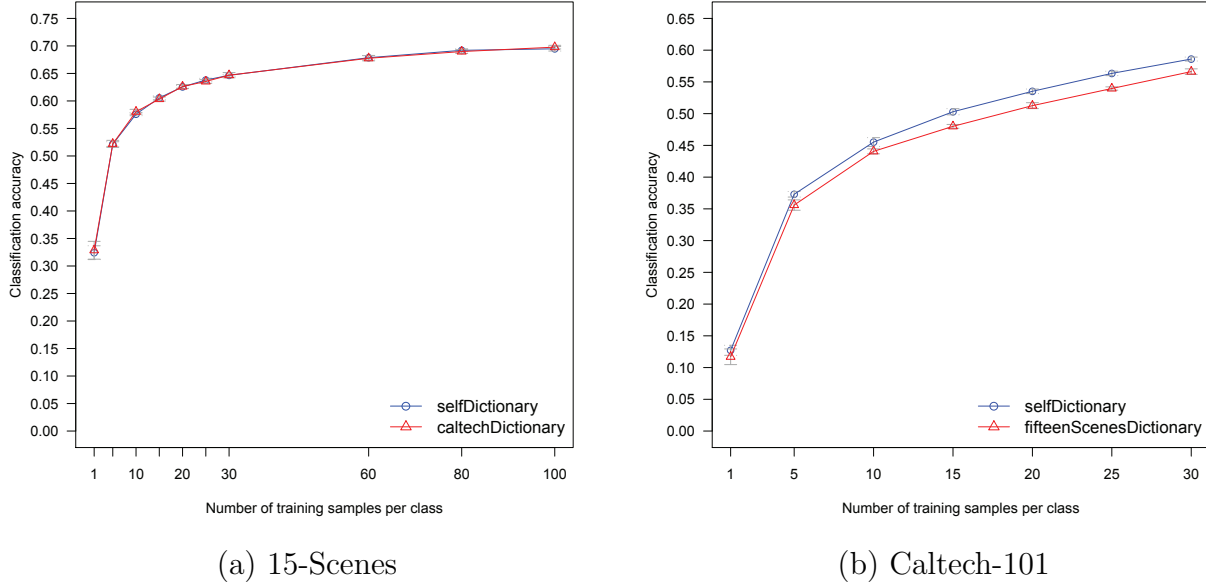 0.75
0.70
0.65
0.60
0.55
0.50
0.45
0.40
0.35
0.30
0.25
0.20
0.15
0.10
0.05
0.00
Classification accuracy
selfDictionary
caltechDictionary
1 10 20 30 60 80 100
Number of training samples per class
(a) 15-Scenes
0.65
0.60
0.55
0.50
0.45
0.40
0.35
0.30
0.25
0.20
0.15
0.10
0.05
0.00
Classification accuracy
selfDictionary
fifteenScenesDictionary
1 5 10 15 20 25 30
Number of training samples per class
(b) Caltech-101